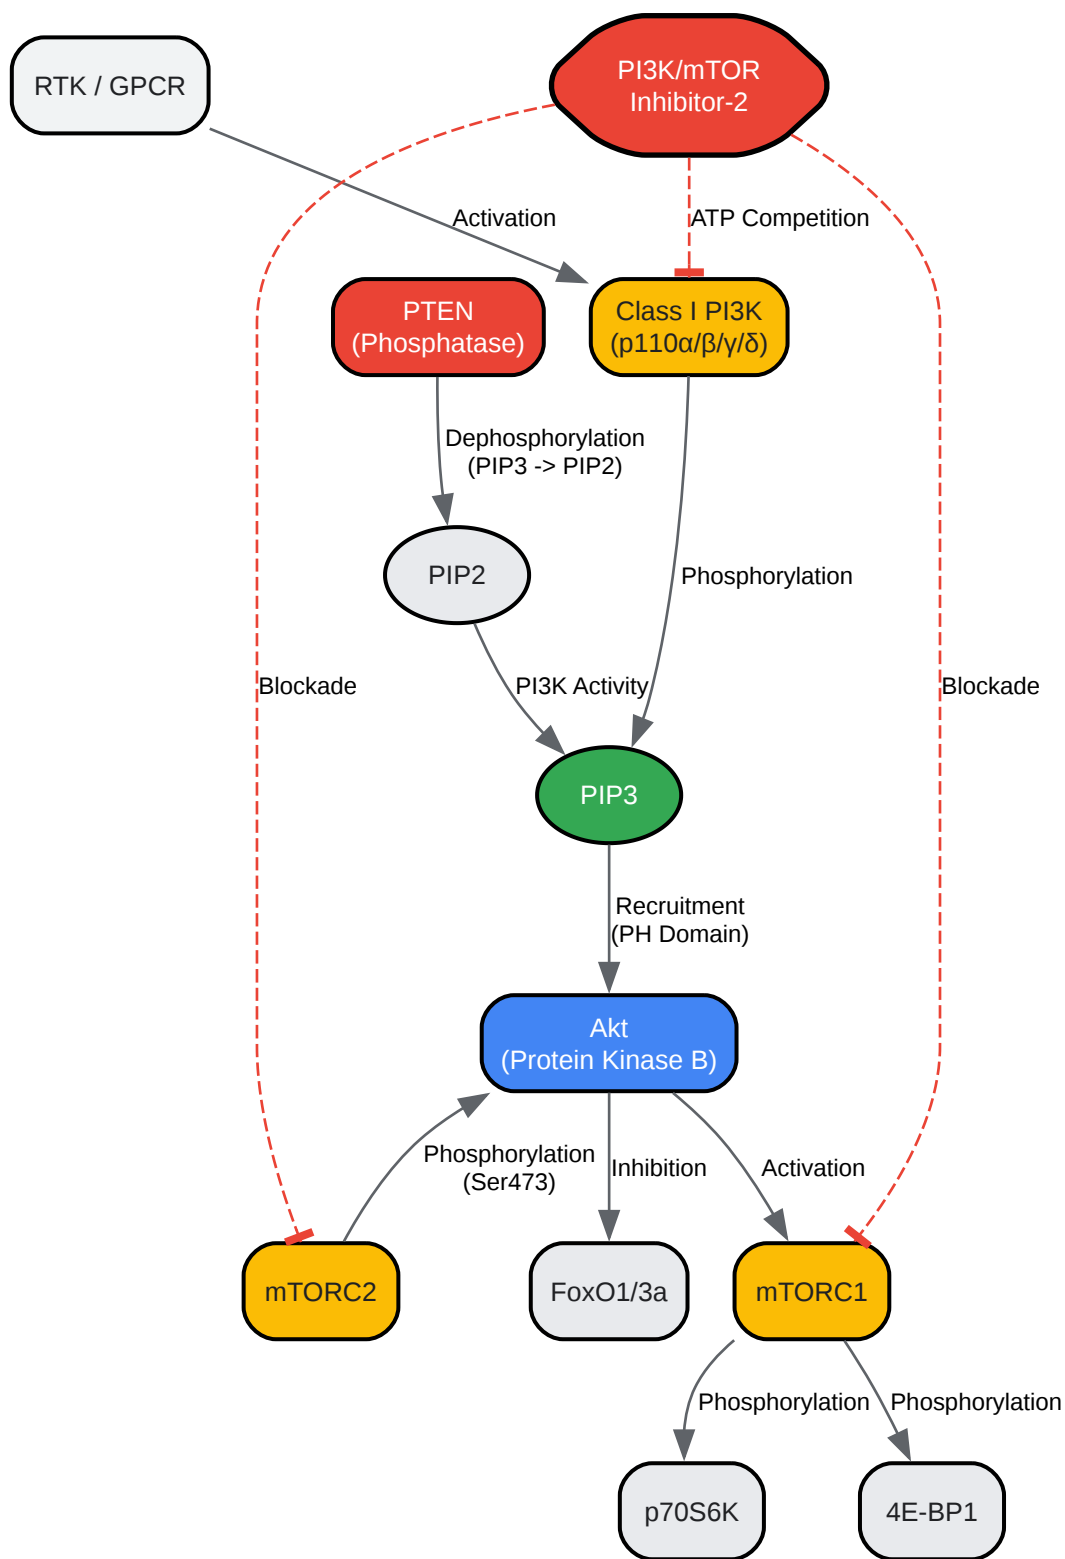 RTK / GPCR
PI3K/mTOR
Inhibitor-2
Activation
ATP Competition
PTEN
(Phosphatase)
Class I PI3K
(p110α/β/γ/δ)
Dephosphorylation
(PIP3 -> PIP2)
PIP2
Phosphorylation
Blockade
PI3K Activity
Blockade
PIP3
Recruitment
(PH Domain)
Akt
(Protein Kinase B)
Phosphorylation
(Ser473)
Inhibition
Activation
mTORC2
FoxO1/3a
mTORC1
Phosphorylation
Phosphorylation
p70S6K
4E-BP1